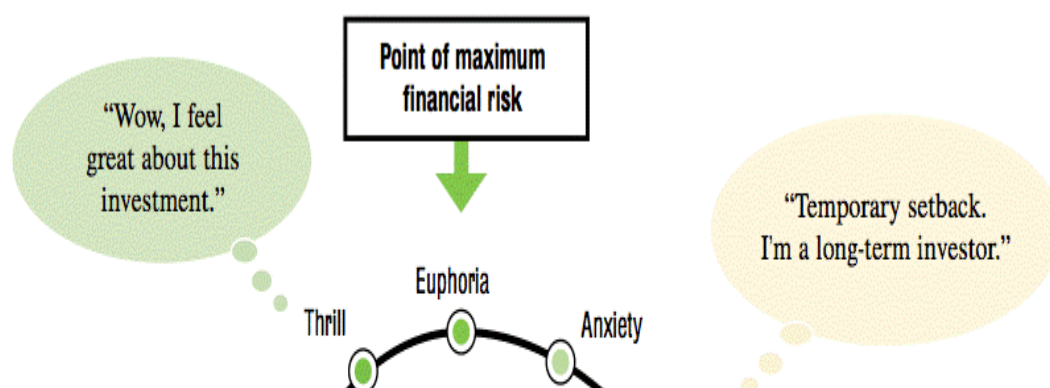 Point of maximum
financial risk
“Wow, I feel
great about this
investment.”
“Temporary setback.
I'm a long-term investor.”
Euphoria
Thrill
Anxiety